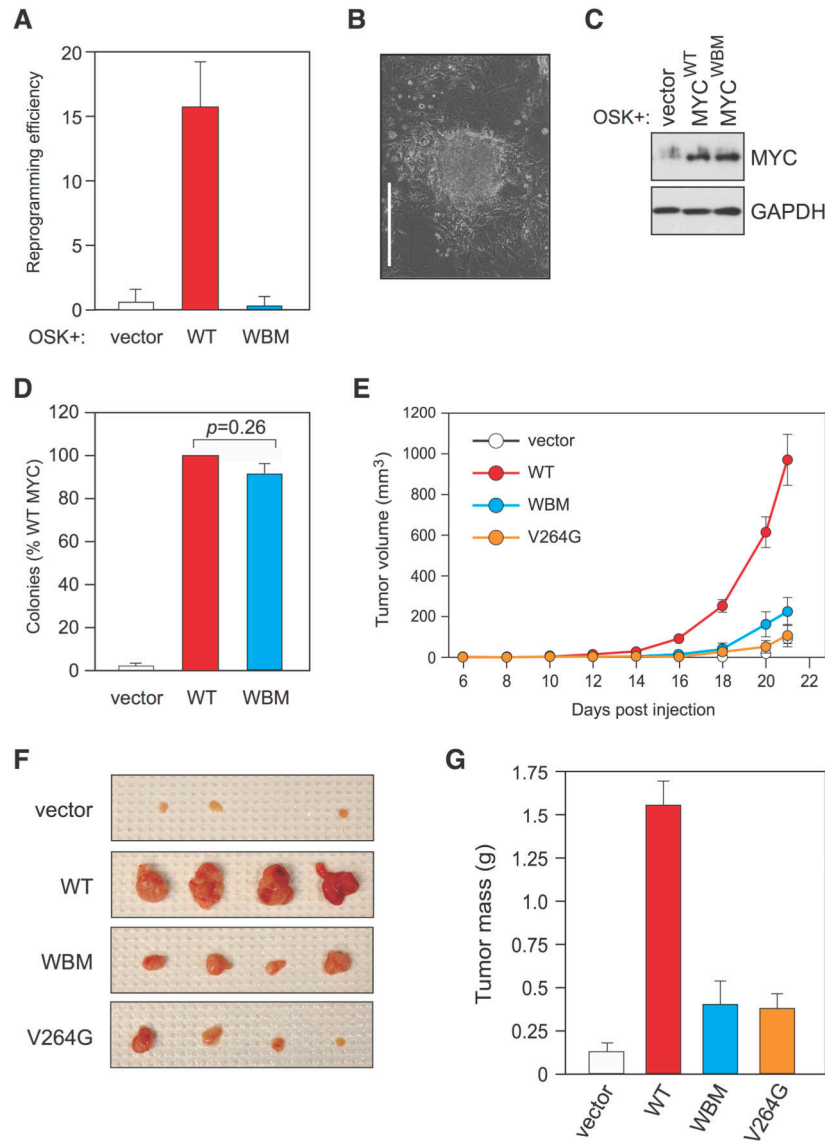 A
20
15
10
5
0
Reprogramming efficiency
OSK+: vector WT WBM
B
C
OSK+: vector MYC^WT MYC^WBM
MYC
GAPDH
D
120
100
80
60
40
20
0
Colonies (% WT MYC)
p=0.26
vector WT WBM
E
1200
1000
800
600
400
200
0
Tumor volume (mm³)
vector
WT
WBM
V264G
6 8 10 12 14 16 18 20 22
Days post injection
F
vector
WT
WBM
V264G
G
1.75
1.5
1.25
1.0
0.75
0.5
0.25
0
Tumor mass (g)
vector WT WBM V264G